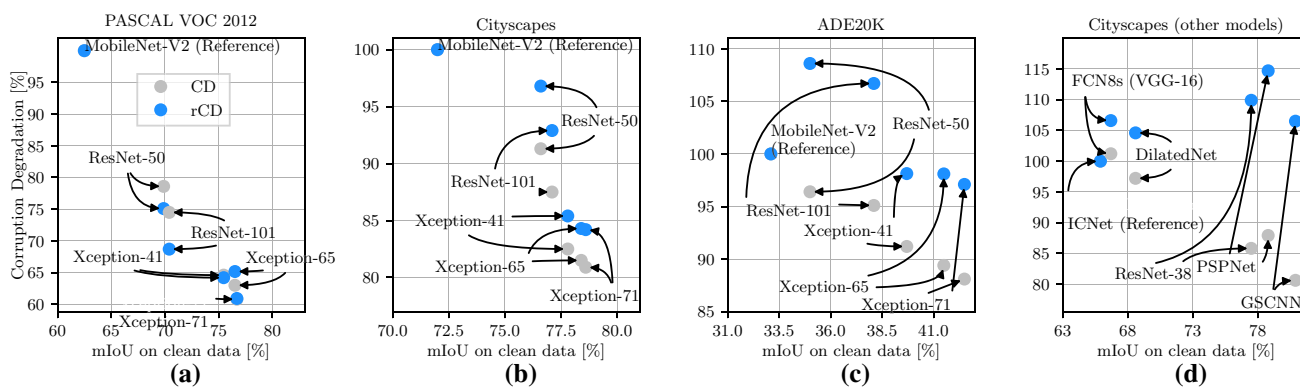 PASCAL VOC 2012
MobileNet-V2 (Reference)
CD
rCD
ResNet-50
ResNet-101
Xception-41
Xception-65
Xception-71
Corruption Degradation [%]
95
90
85
80
75
70
65
60
60
65
70
75
80
mIoU on clean data [%]
(a)
Cityscapes
MobileNet-V2 (Reference)
ResNet-50
ResNet-101
Xception-41
Xception-65
Xception-71
100
95
90
85
80
70.0
72.5
75.0
77.5
80.0
mIoU on clean data [%]
(b)
ADE20K
MobileNet-V2
(Reference)
ResNet-50
ResNet-101
Xception-41
Xception-65
Xception-71
110
105
100
95
90
85
31.0
33.5
36.0
38.5
41.0
mIoU on clean data [%]
(c)
Cityscapes (other models)
FCN8s (VGG-16)
DilatedNet
ICNet (Reference)
ResNet-38
PSPNet
GSCNN
115
110
105
100
95
90
85
80
63
68
73
78
mIoU on clean data [%]
(d)